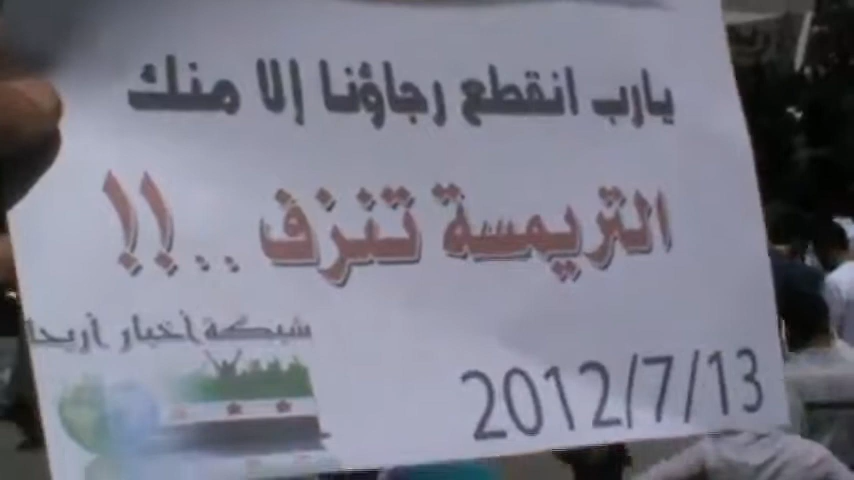 يارب انقطع رجاؤنا إلا منك
التريمسة تنزف ..!!
شبكة أخبار أريحا
2012/7/13